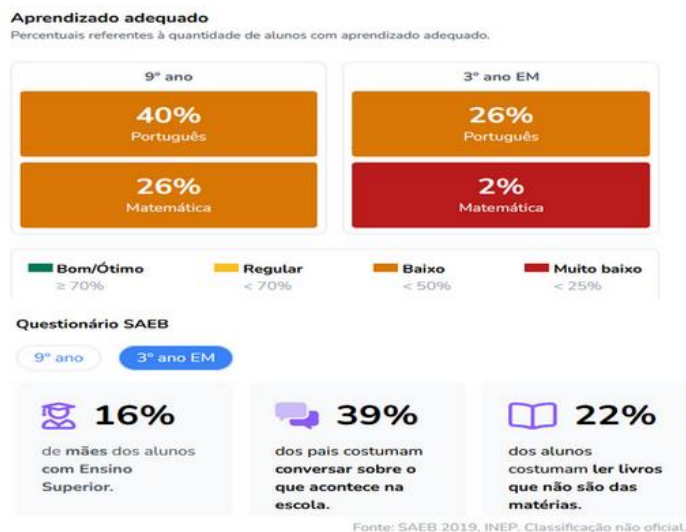 Aprendizado adequado
Percentuais referentes à quantidade de alunos com aprendizado adequado.
9º ano
40%
Português
26%
Matemática
3º ano EM
26%
Português
2%
Matemática
Bom/Ótimo
≥ 70%
Regular
< 70%
Baixo
< 50%
Muito baixo
< 25%
Questionário SAEB
9º ano
3º ano EM
16%
de mães dos alunos
com Ensino
Superior.
39%
dos pais costumam
conversar sobre o
que acontece na
escola.
22%
dos alunos
costumam ler livros
que não são das
matérias.
Fonte: SAEB 2019, INEP. Classificação não oficial.